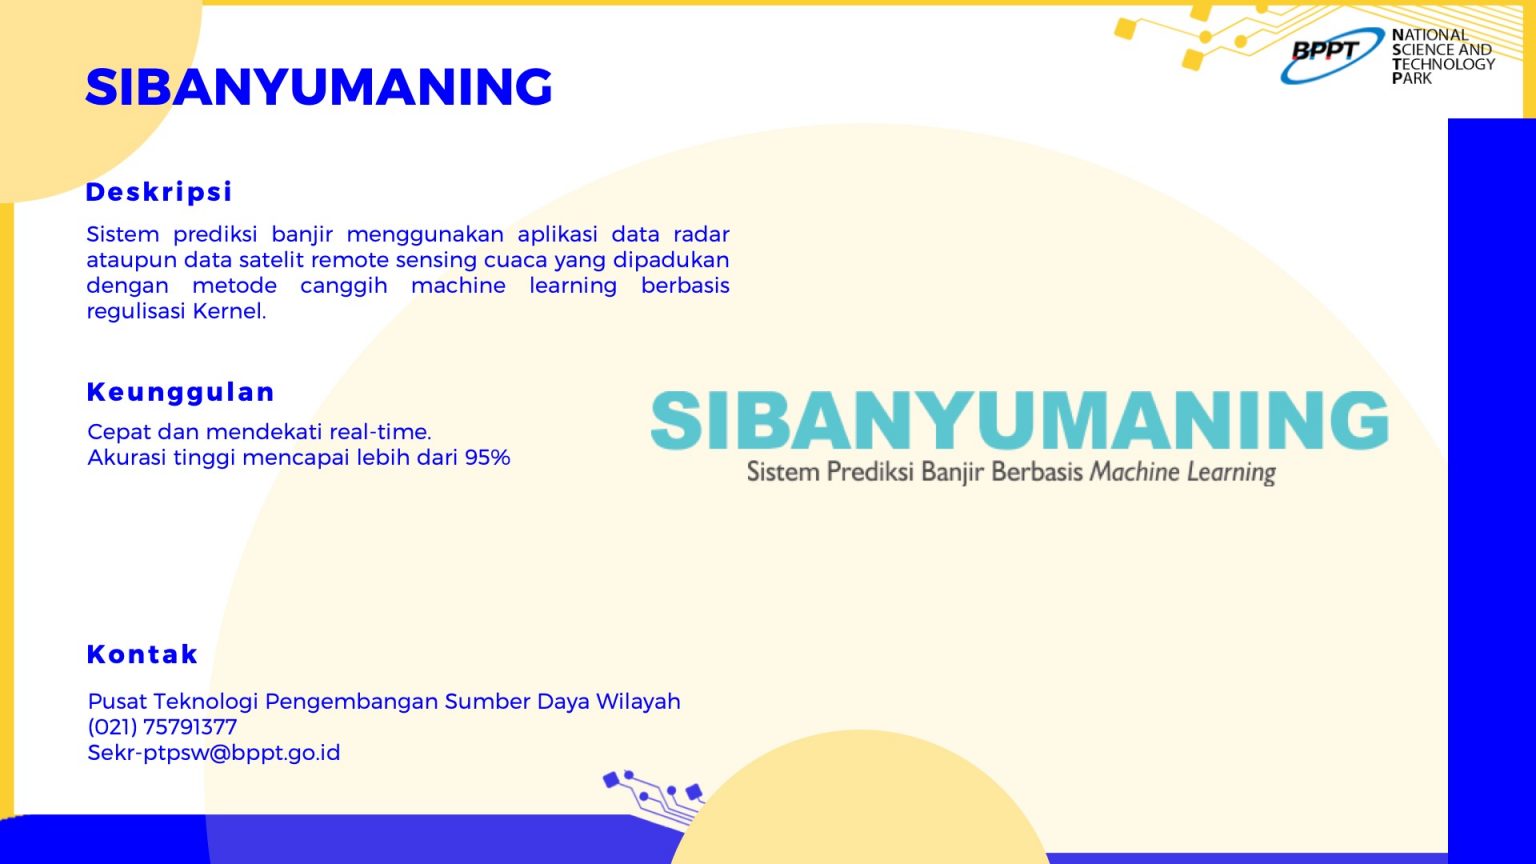 SIBANYUMANING
BPPT
NATIONAL
SCIENCE AND
TECHNOLOGY
PARK
Deskripsi
Sistem prediksi banjir menggunakan aplikasi data radar
ataupun data satelit remote sensing cuaca yang dipadukan
dengan metode canggih machine learning berbasis
regulisasi Kernel.
Keunggulan
Cepat dan mendekati real-time.
Akurasi tinggi mencapai lebih dari 95%
SIBANYUMANING
Sistem Prediksi Banjir Berbasis Machine Learning
Kontak
Pusat Teknologi Pengembangan Sumber Daya Wilayah
(021) 75791377
Sekr-ptpsw@bppt.go.id